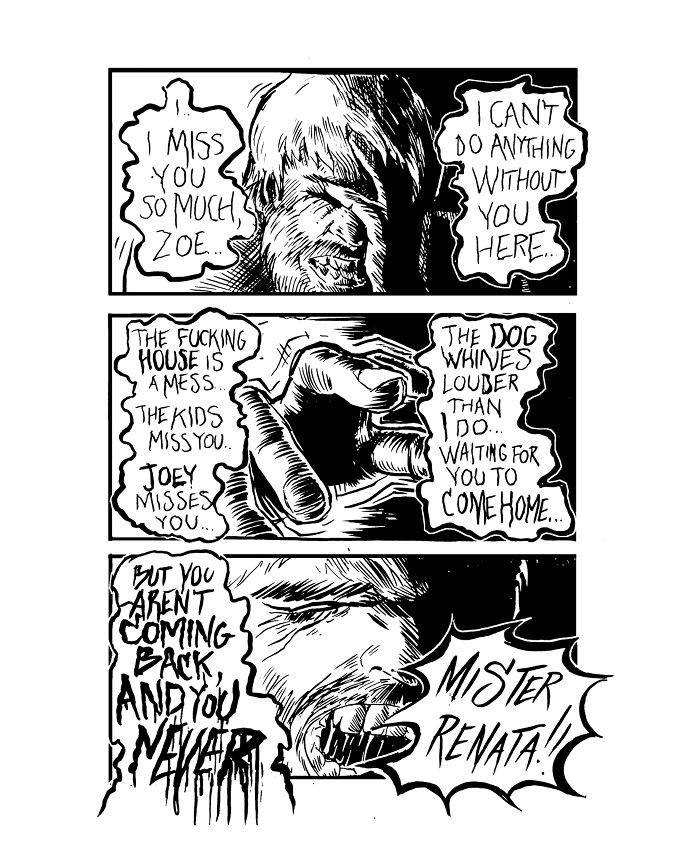 I..
I MISS
YOU
SO MUCH,
ZOE...
I CAN'T
DO ANYTHING
WITHOUT
YOU
HERE...
THE FUCKING
HOUSE IS
A MESS...
THE KIDS
MISS YOU..
JOEY
MISSES
YOU...
THE DOG
WHINES
LOUDER
THAN
I DO...
WAITING FOR
YOU TO
COME HOME...
BUT YOU
AREN'T
COMING
BACK,
AND YOU
NEVER
MISTER
RENATA!!